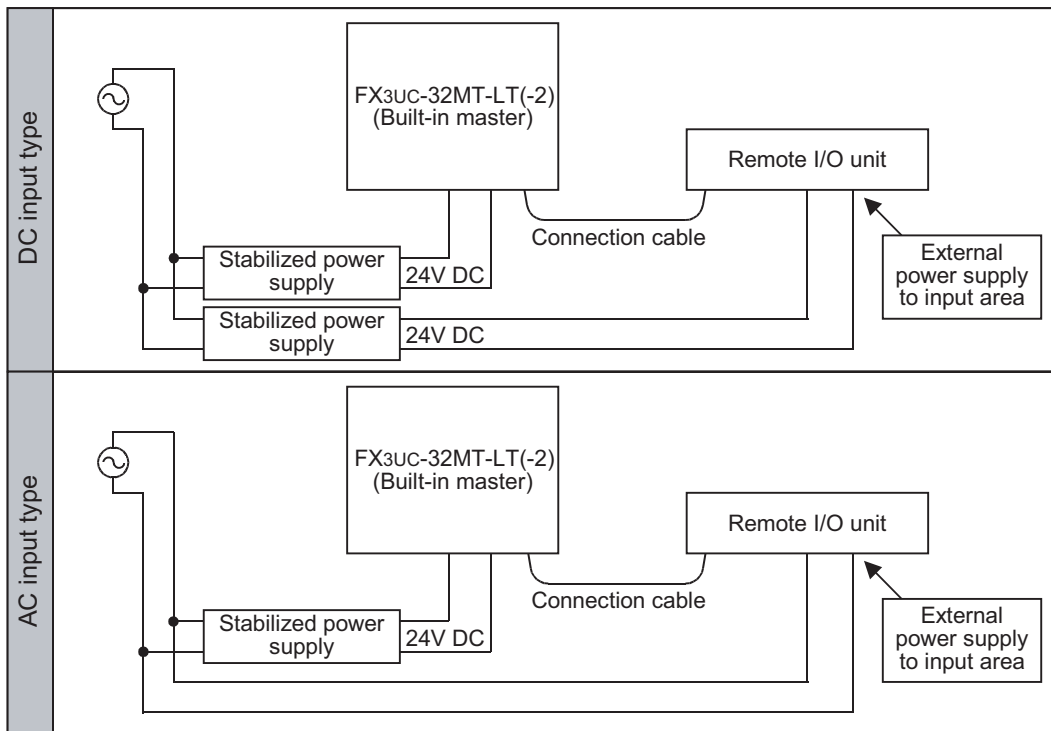 DC input type
FX3UC-32MT-LT(-2)
(Built-in master)
Remote I/O unit
Connection cable
External
power supply
to input area
Stabilized power
supply
24V DC
Stabilized power
supply
24V DC
AC input type
FX3UC-32MT-LT(-2)
(Built-in master)
Remote I/O unit
Connection cable
External
power supply
to input area
Stabilized power
supply
24V DC